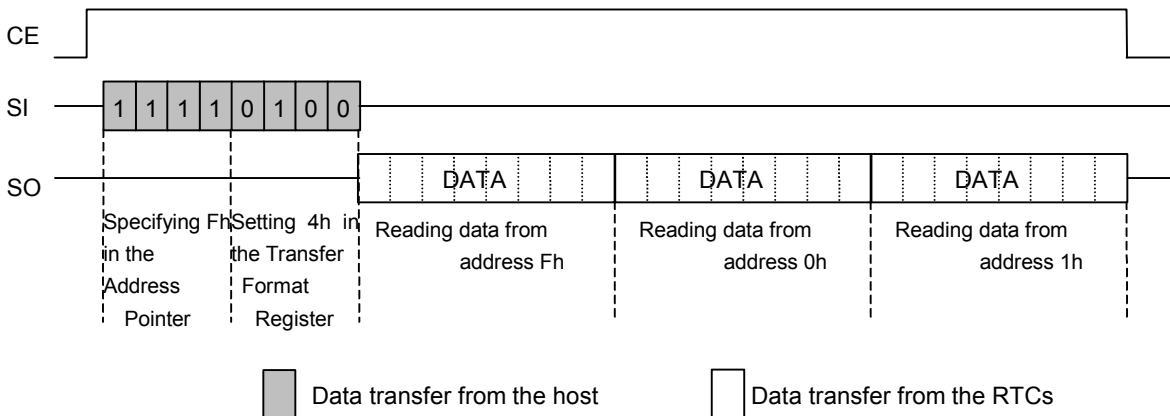 CE
SI
1 1 1 1 0 1 0 0
SO
DATA DATA DATA
Specifying Fh
in the
Address
Pointer
Setting 4h in
the Transfer
Format
Register
Reading data from
address Fh
Reading data from
address 0h
Reading data from
address 1h
Data transfer from the host
Data transfer from the RTCs